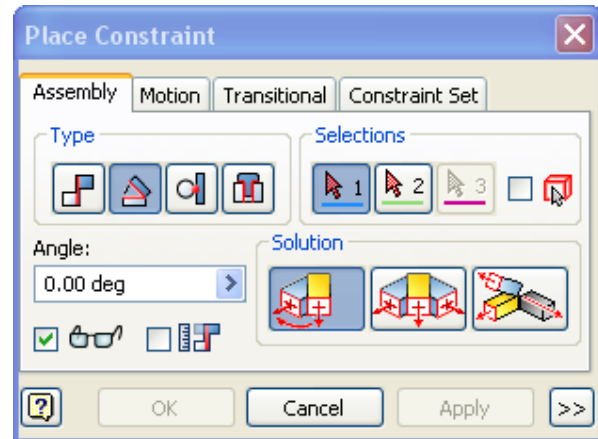 Place Constraint
Assembly Motion Transitional Constraint Set
Type
Selections
1 2 3
Angle:
Solution
0.00 deg
OK Cancel Apply >>